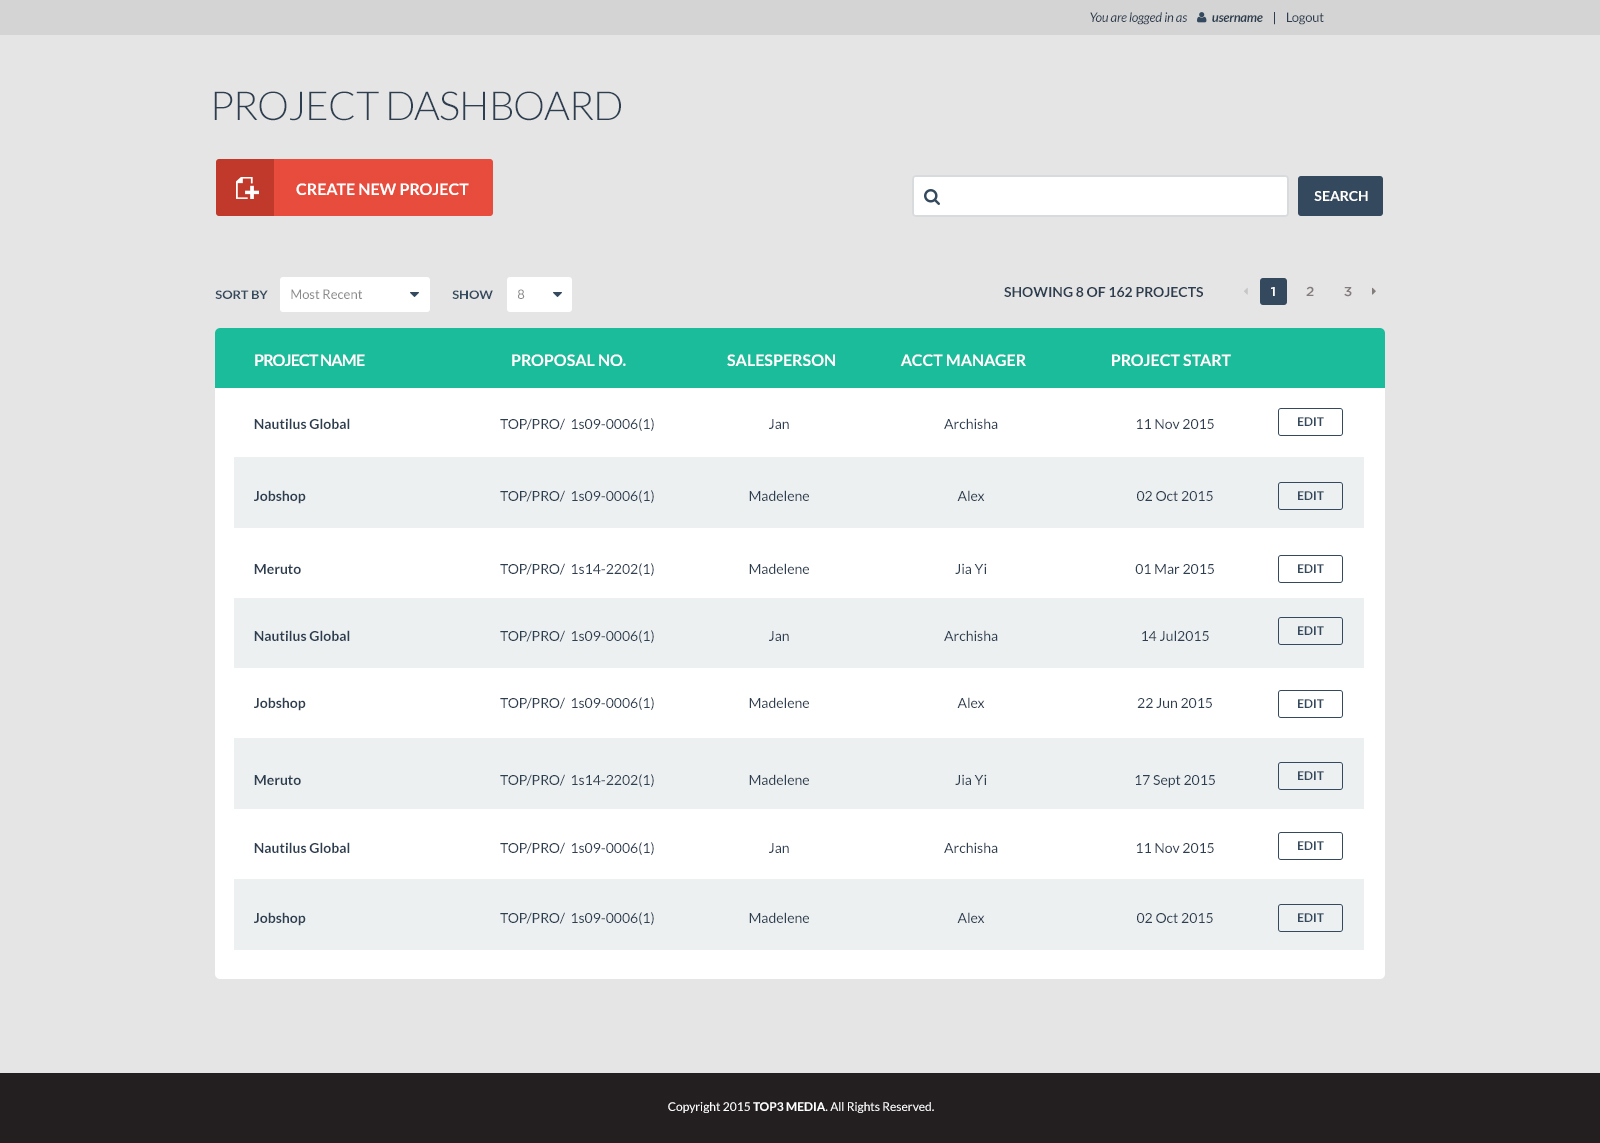 You are logged in as username | Logout
PROJECT DASHBOARD
CREATE NEW PROJECT
SEARCH
SORT BY Most Recent SHOW 8 SHOWING 8 OF 162 PROJECTS 1 2 3
PROJECT NAME PROPOSAL NO. SALESPERSON ACCT MANAGER PROJECT START
Nautilus Global TOP/PRO/ 1s09-0006(1) Jan Archisha 11 Nov 2015 EDIT
Jobshop TOP/PRO/ 1s09-0006(1) Madelene Alex 02 Oct 2015 EDIT
Meruto TOP/PRO/ 1s14-2202(1) Madelene Jia Yi 01 Mar 2015 EDIT
Nautilus Global TOP/PRO/ 1s09-0006(1) Jan Archisha 14 Jul2015 EDIT
Jobshop TOP/PRO/ 1s09-0006(1) Madelene Alex 22 Jun 2015 EDIT
Meruto TOP/PRO/ 1s14-2202(1) Madelene Jia Yi 17 Sept 2015 EDIT
Nautilus Global TOP/PRO/ 1s09-0006(1) Jan Archisha 11 Nov 2015 EDIT
Jobshop TOP/PRO/ 1s09-0006(1) Madelene Alex 02 Oct 2015 EDIT
Copyright 2015 TOP3 MEDIA. All Rights Reserved.